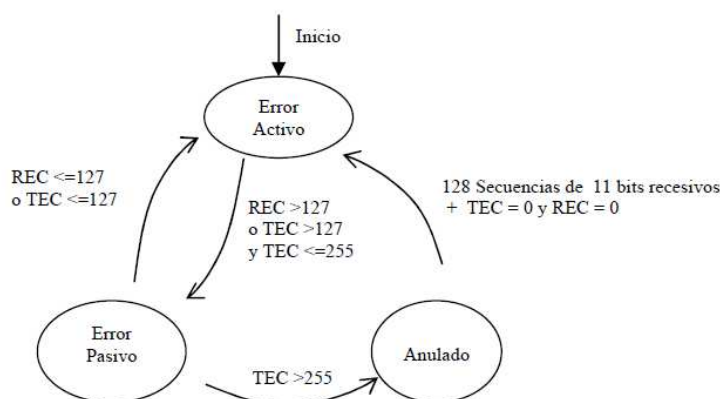 Inicio
Error
Activo
REC <=127
o TEC <=127
REC >127
o TEC >127
y TEC <=255
128 Secuencias de 11 bits recesivos
+ TEC = 0 y REC = 0
Error
Pasivo
TEC >255
Anulado